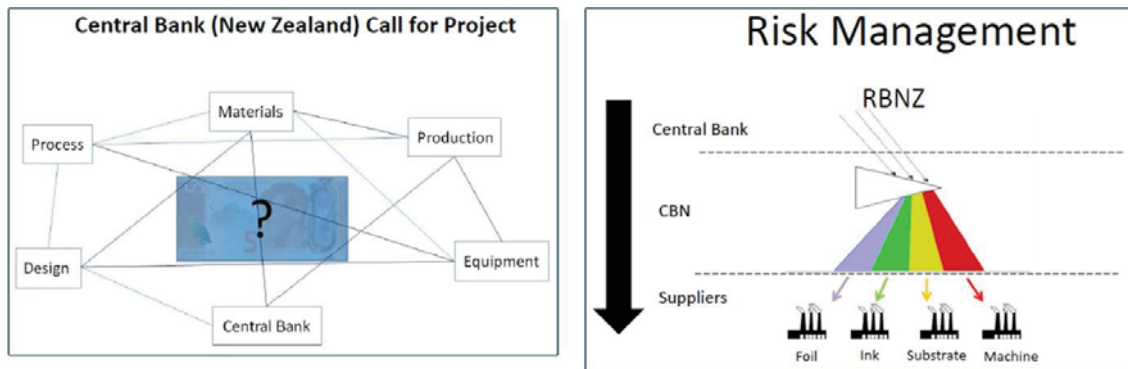 Central Bank (New Zealand) Call for Project
Materials
Process
Production
?
5
Design
Equipment
Central Bank
Risk Management
RBNZ
Central Bank
CBN
Suppliers
Foil
Ink
Substrate
Machine